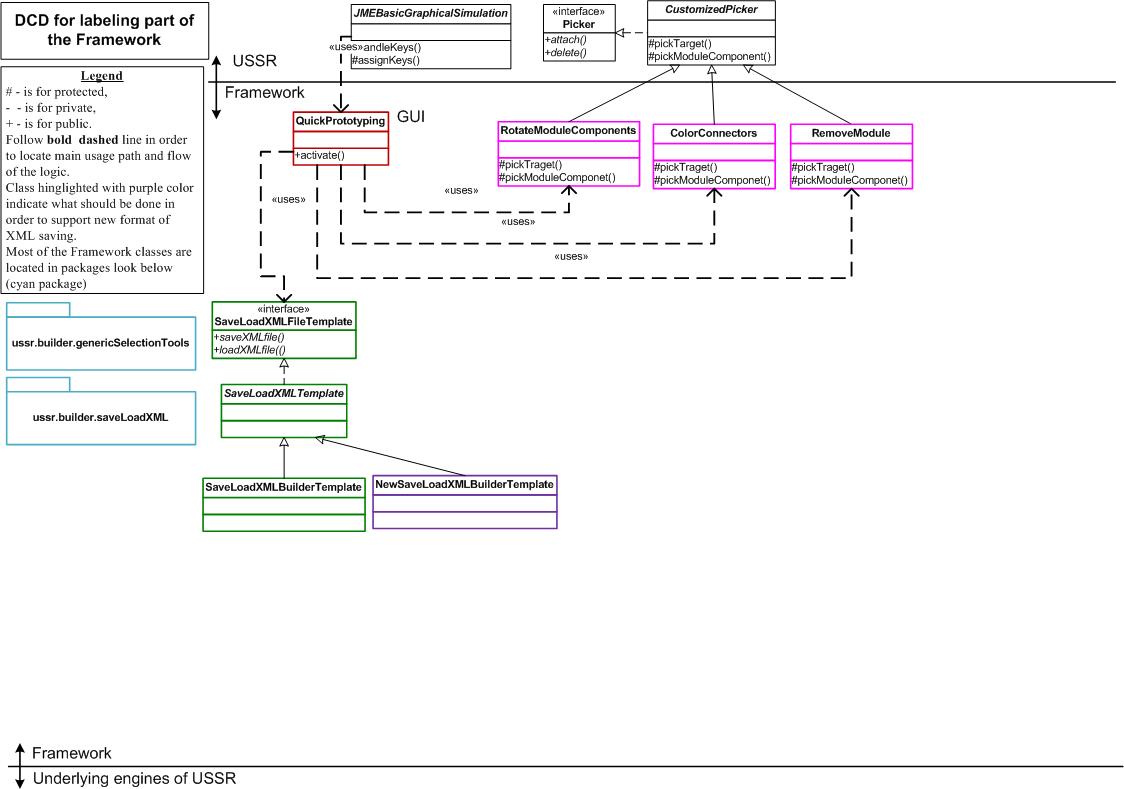 DCD for labeling part of
the Framework
Legend
# - is for protected,
- - is for private,
+ - is for public.
Follow bold dashed line in order
to locate main usage path and flow
of the logic.
Class hinglighted with purple color
indicate what should be done in
order to support new format of
XML saving.
Most of the Framework classes are
located in packages look below
(cyan package)
ussr.builder.genericSelectionTools
ussr.builder.saveLoadXML
USSR
Framework
JMEBasicGraphicalSimulation
«uses»
andleKeys()
#assignKeys()
«interface»
Picker
+attach()
+delete()
CustomizedPicker
#pickTarget()
#pickModuleComponent()
QuickPrototyping
+activate()
GUI
RotateModuleComponents
#pickTraget()
#pickModuleComponet()
ColorConnectors
#pickTraget()
#pickModuleComponet()
RemoveModule
#pickTraget()
#pickModuleComponet()
«uses»
«uses»
«uses»
«uses»
«interface»
SaveLoadXMLFileTemplate
+saveXMLfile()
+loadXMLfile(()
SaveLoadXMLTemplate
SaveLoadXMLBuilderTemplate
NewSaveLoadXMLBuilderTemplate
Framework
Underlying engines of USSR